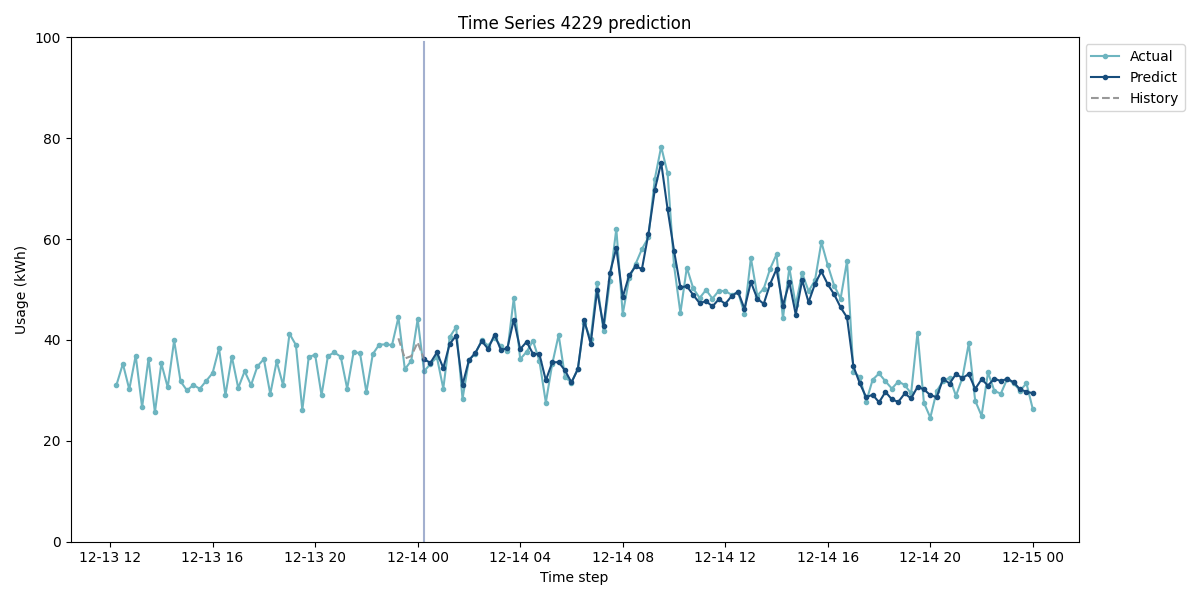 Time Series 4229 prediction
Usage (kWh)
100
80
60
40
20
0
12-13 12
12-13 16
12-13 20
12-14 00
12-14 04
12-14 08
12-14 12
12-14 16
12-14 20
12-15 00
Time step
Actual
Predict
History